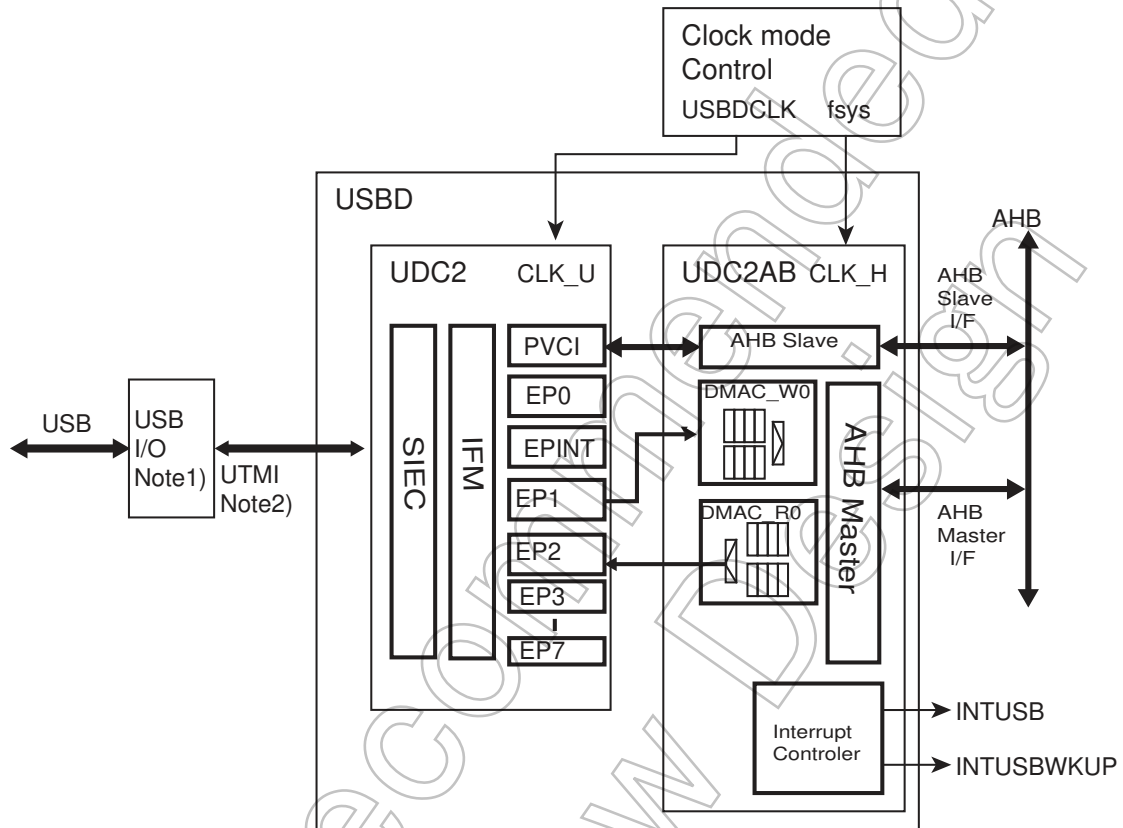 Clock mode
Control
USBDCLK fsys
USBD
AHB
UDC2 CLK_U
UDC2AB CLK_H
AHB
Slave
I/F
PVCI
AHB Slave
EP0
DMAC_W0
USB
USB
I/O
Note1)
UTMI
Note2)
SIEC
IFM
EPINT
EP1
AHB Master
DMAC_R0
AHB
Master
I/F
EP2
EP3
EP7
Interrupt
Controler
INTUSB
INTUSBWKUP
ecommended
w Design